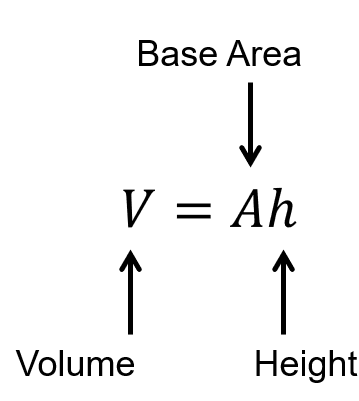 Base Area
V = Ah
Volume
Height